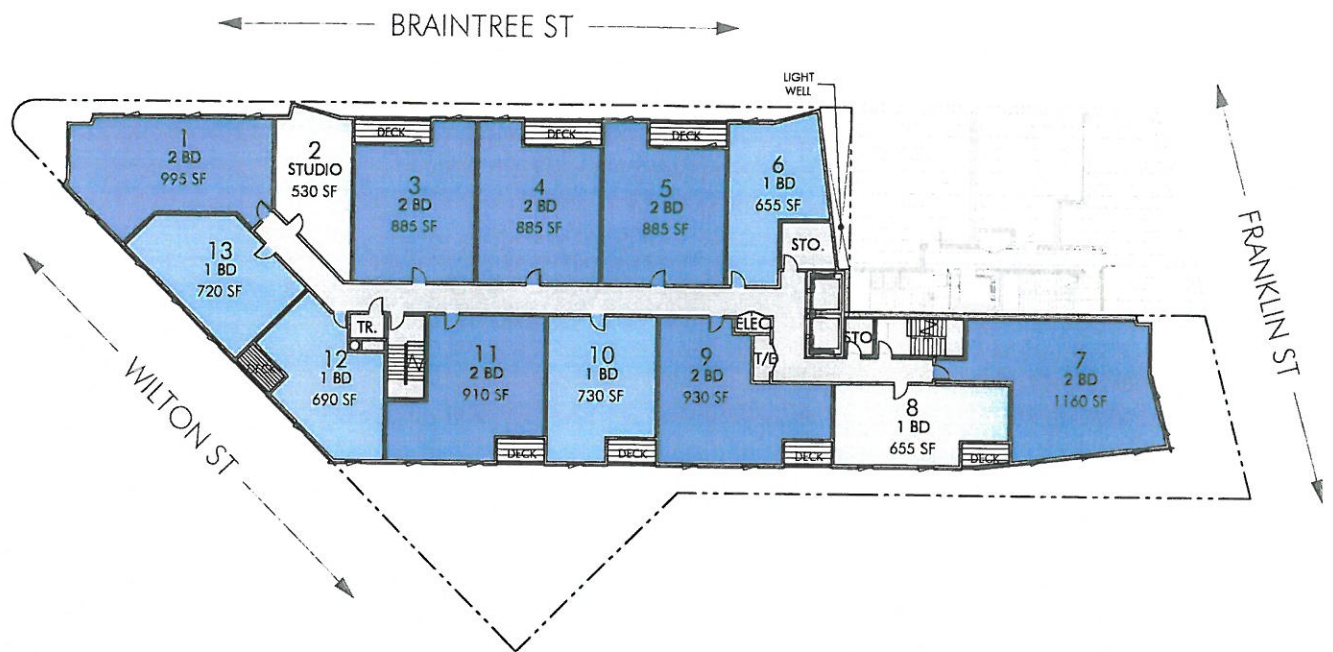 BRAINTREE ST
LIGHT
WELL
1
2 BD
995 SF
2
STUDIO
530 SF
DECK
3
2 BD
885 SF
DECK
4
2 BD
885 SF
DECK
5
2 BD
885 SF
6
1 BD
655 SF
STO.
FRANKLIN ST
13
1 BD
720 SF
TR.
12
1 BD
690 SF
11
2 BD
910 SF
DECK
10
1 BD
730 SF
DECK
ELEC
T/D
9
2 BD
930 SF
DECK
STO
8
1 BD
655 SF
DECK
7
2 BD
1160 SF
WILTON ST